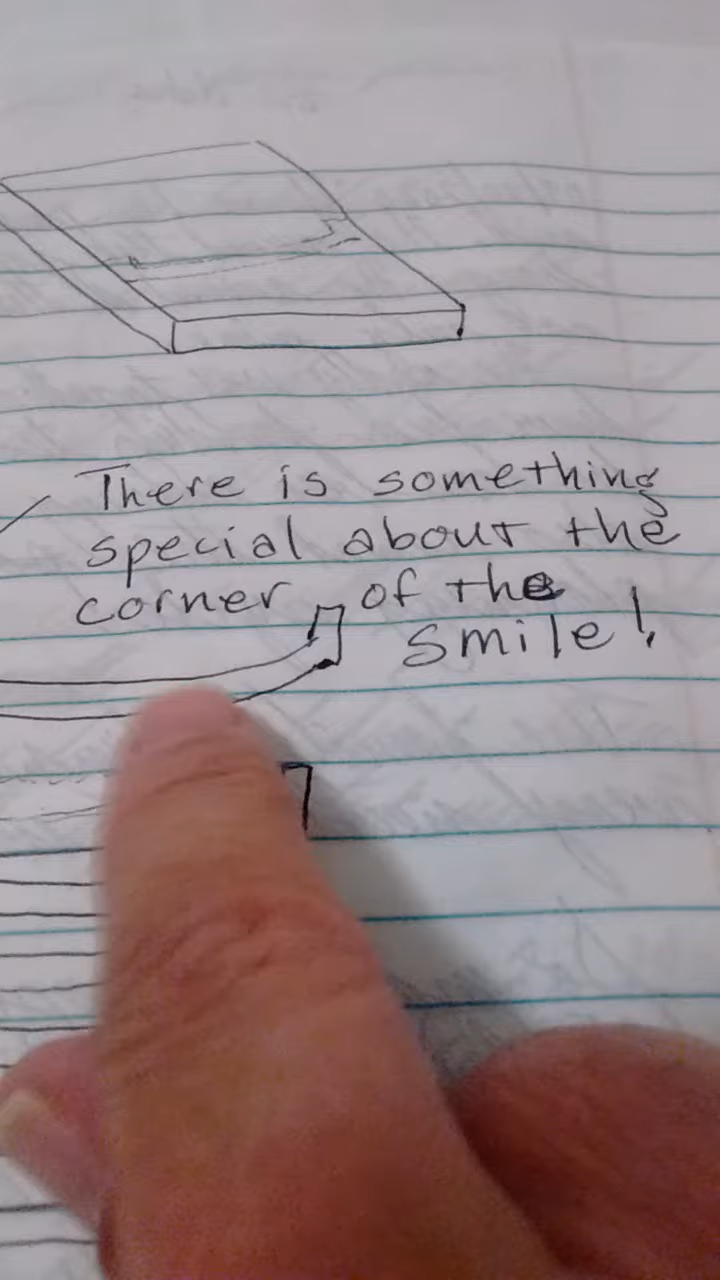 There is something
special about the
corner of the
smile!